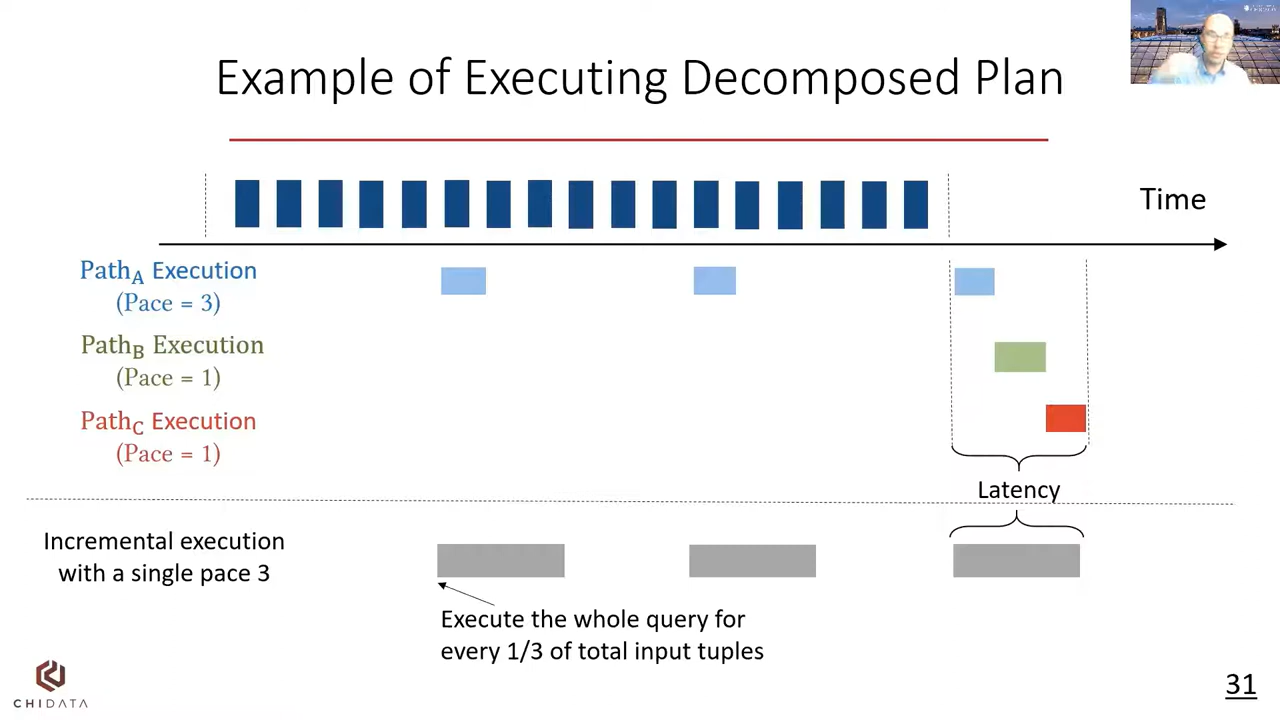 Example of Executing Decomposed Plan
Time
PathA Execution
(Pace = 3)
PathB Execution
(Pace = 1)
PathC Execution
(Pace = 1)
Latency
Incremental execution
with a single pace 3
Execute the whole query for
every 1/3 of total input tuples
CHIDATA
31